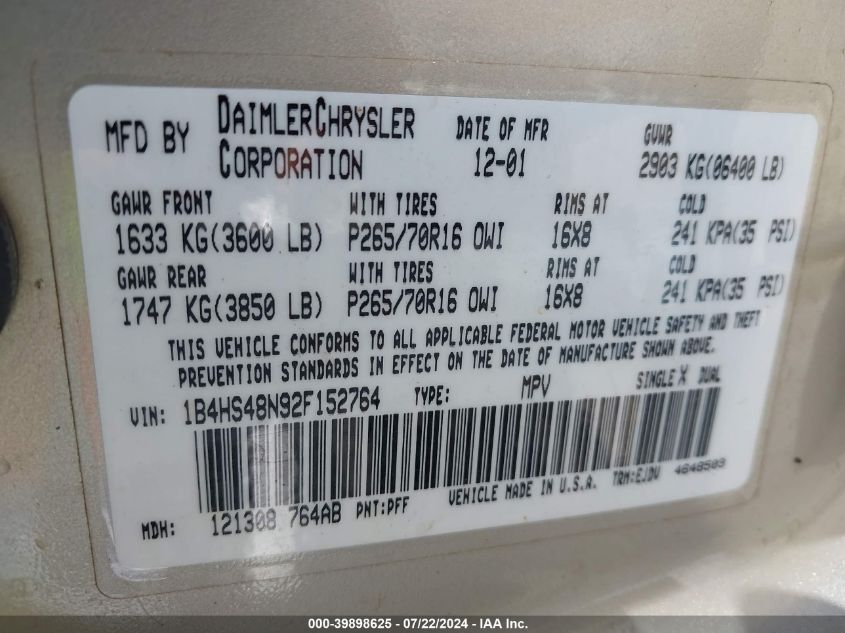 MFD BY DAIMLERCHRYSLER CORPORATION DATE OF MFR 12-01 GVWR 2903 KG(06400 LB)
GAWR FRONT WITH TIRES RIMS AT COLD
1633 KG(3600 LB) P265/70R16 OWI 16X8 241 KPA(35 PSI)
GAWR REAR WITH TIRES RIMS AT COLD
1747 KG(3850 LB) P265/70R16 OWI 16X8 241 KPA(35 PSI)
THIS VEHICLE CONFORMS TO ALL APPLICABLE FEDERAL MOTOR VEHICLE SAFETY AND THEFT
PREVENTION STANDARDS IN EFFECT ON THE DATE OF MANUFACTURE SHOWN ABOVE.
VIN: 1B4HS48N92F152764 TYPE: MPV SINGLE X DUAL
MDH: 121308 764AB PNT:PFF VEHICLE MADE IN U.S.A. TRM:EJDV 4648503
000-39898625 - 07/22/2024 - IAA Inc.